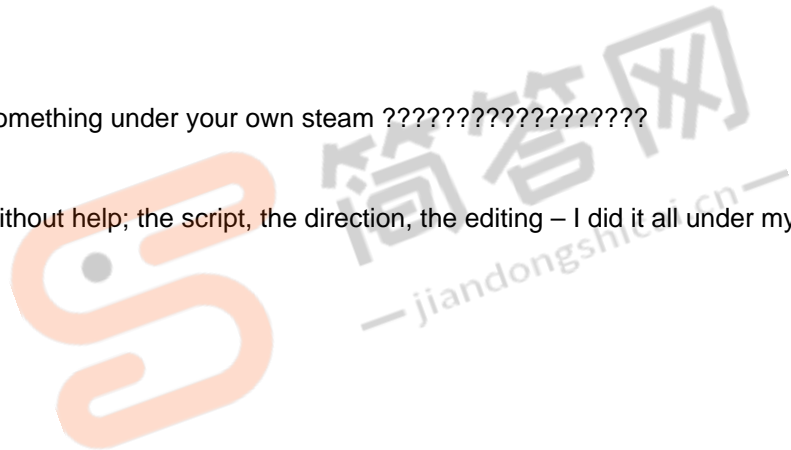 omething under your own steam ??????????????????
ithout help; the script, the direction, the editing – I did it all under my
简答网
jiandongshicai.cn